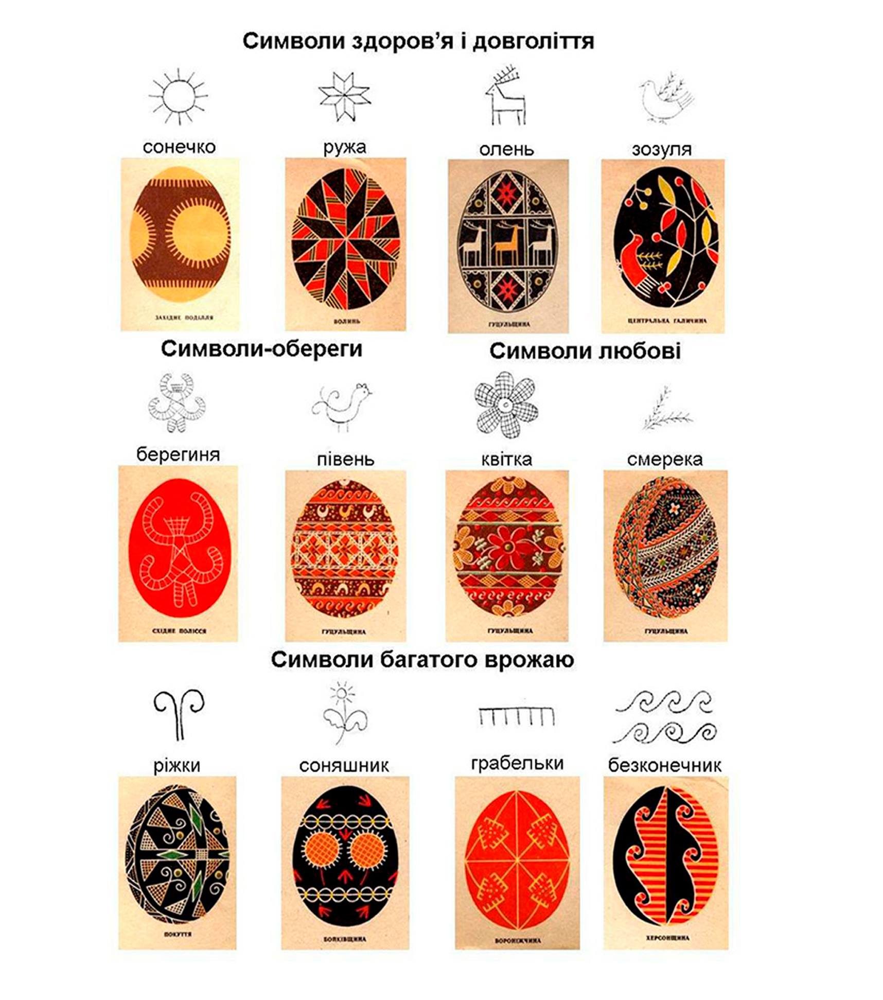 Символи здоров’я і довголіття
сонечко
ружа
олень
зозуля
ЗАХІДНЕ ПОДІЛЛЯ
ВОЛИНЬ
ГУЦУЛЬЩИНА
ЦЕНТРАЛЬНА ГАЛИЧИНА
Символи-обереги
Символи любові
берегиня
півень
квітка
смерека
СХІДНЕ ПОЛІССЯ
ГУЦУЛЬЩИНА
ГУЦУЛЬЩИНА
ГУЦУЛЬЩИНА
Символи багатого врожаю
ріжки
соняшник
грабельки
безконечник
ПОКУТТЯ
БОЙКІВЩИНА
ВОРОНІЖЧИНА
ХЕРСОНЩИНА